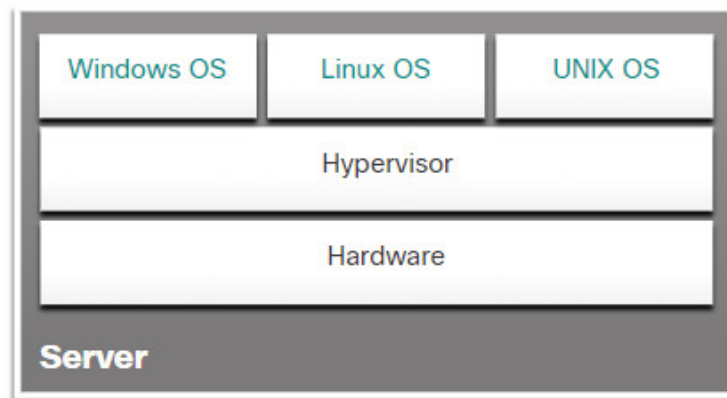 Windows OS Linux OS UNIX OS
Hypervisor
Hardware
Server